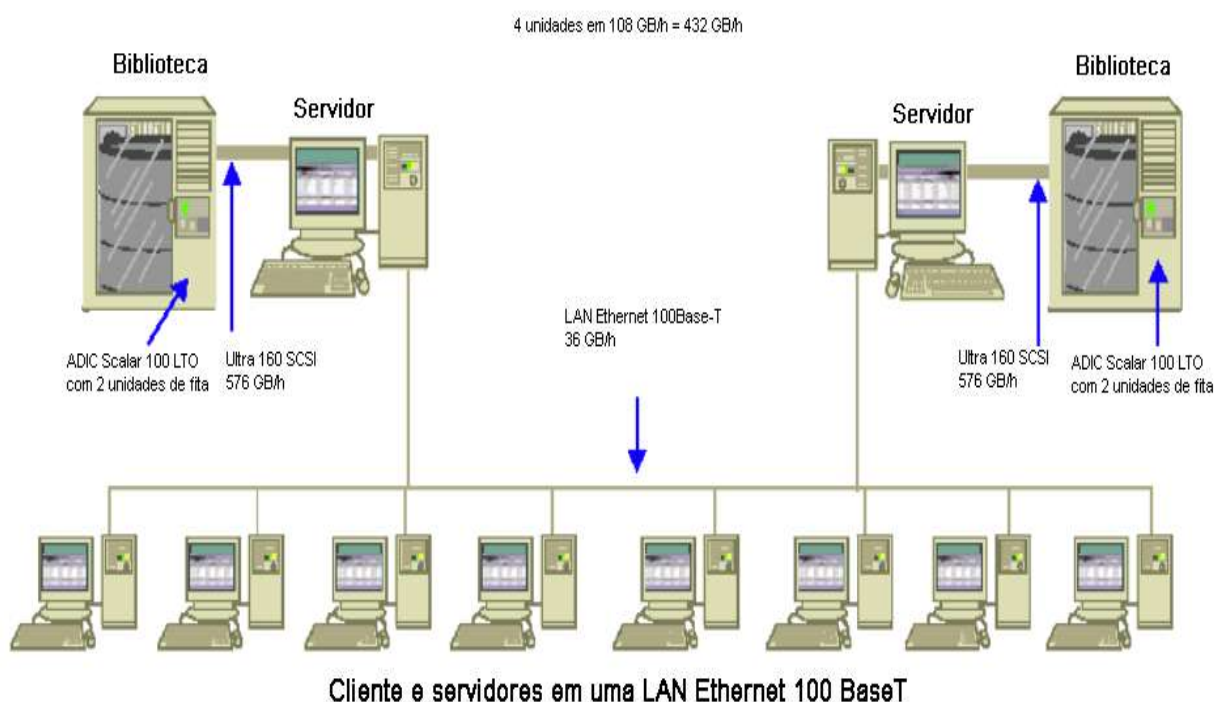 4 unidades em 108 GB/h = 432 GB/h
Biblioteca
Biblioteca
Servidor
Servidor
LAN Ethernet 100Base-T
36 GB/h
ADIC Scalar 100 LTO
com 2 unidades de fita
Ultra 160 SCSI
576 GB/h
Ultra 160 SCSI
576 GB/h
ADIC Scalar 100 LTO
com 2 unidades de fita
Cliente e servidores em uma LAN Ethernet 100 BaseT